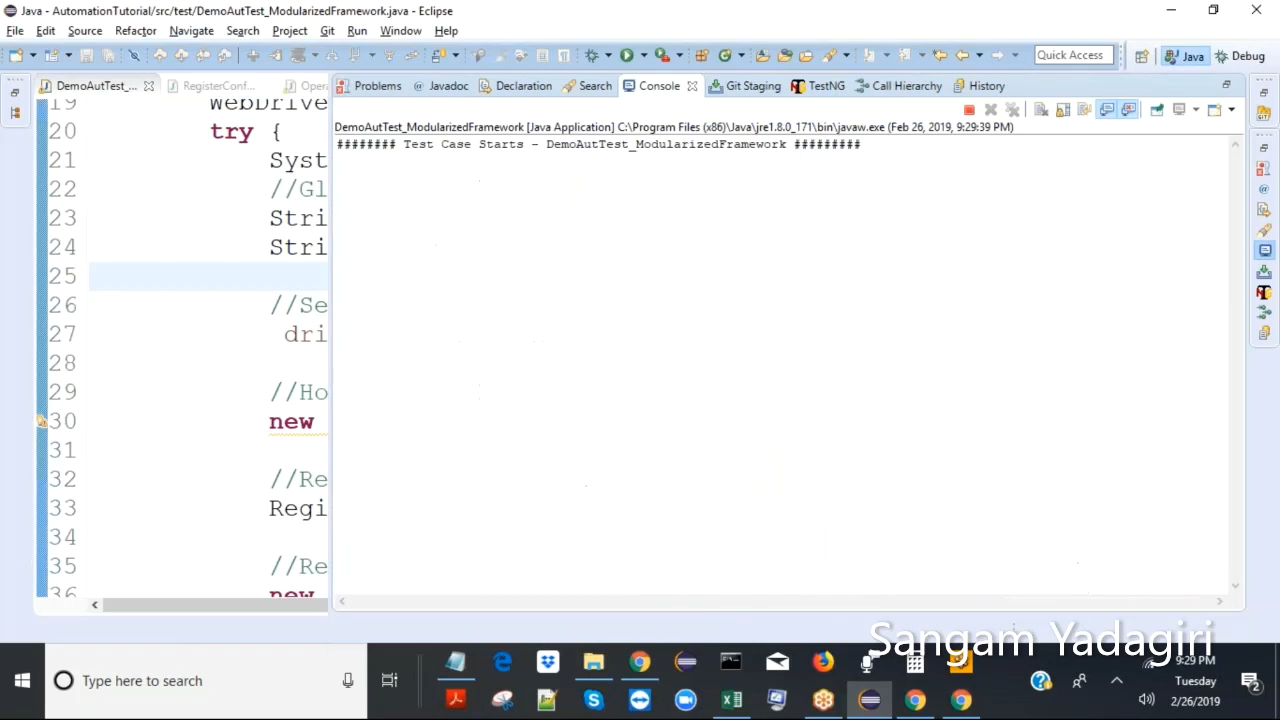 Java - AutomationTutorial/src/test/DemoAutTest_ModularizedFramework.java - Eclipse
File Edit Source Refactor Navigate Search Project Git Run Window Help
Quick Access
Java
Debug
DemoAutTest_...
RegisterConf...
Oper
Problems
Javadoc
Declaration
Search
Console
Git Staging
TestNG
Call Hierarchy
History
DemoAutTest_ModularizedFramework [Java Application] C:\Program Files (x86)\Java\jre1.8.0_171\bin\javaw.exe (Feb 26, 2019, 9:29:39 PM)
######## Test Case Starts - DemoAutTest_ModularizedFramework #########
19 WebDrive
20 try {
21 Syst
22 //Gl
23 Stri
24 Stri
25
26 //Se
27 dri
28
29 //Ho
30 new
31
32 //Re
33 Regi
34
35 //Re
36 new
Sangam Yadagiri
Type here to search
9:29 PM
Tuesday
2/26/2019
2